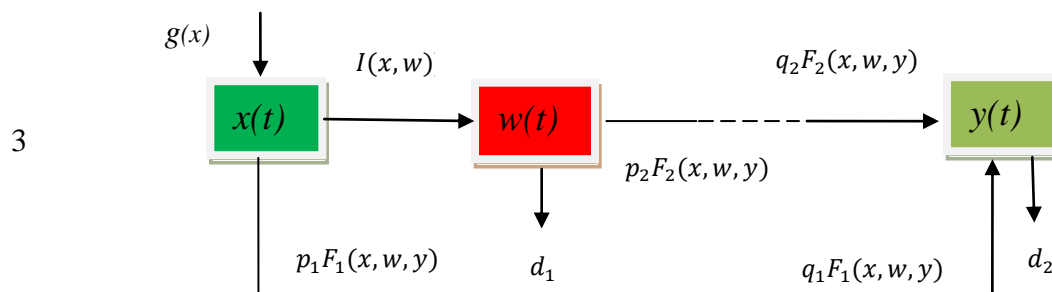 g(x)
I(x, w)
q₂F₂(x, w, y)
3
x(t)
w(t)
y(t)
p₂F₂(x, w, y)
p₁F₁(x, w, y)
d₁
q₁F₁(x, w, y)
d₂